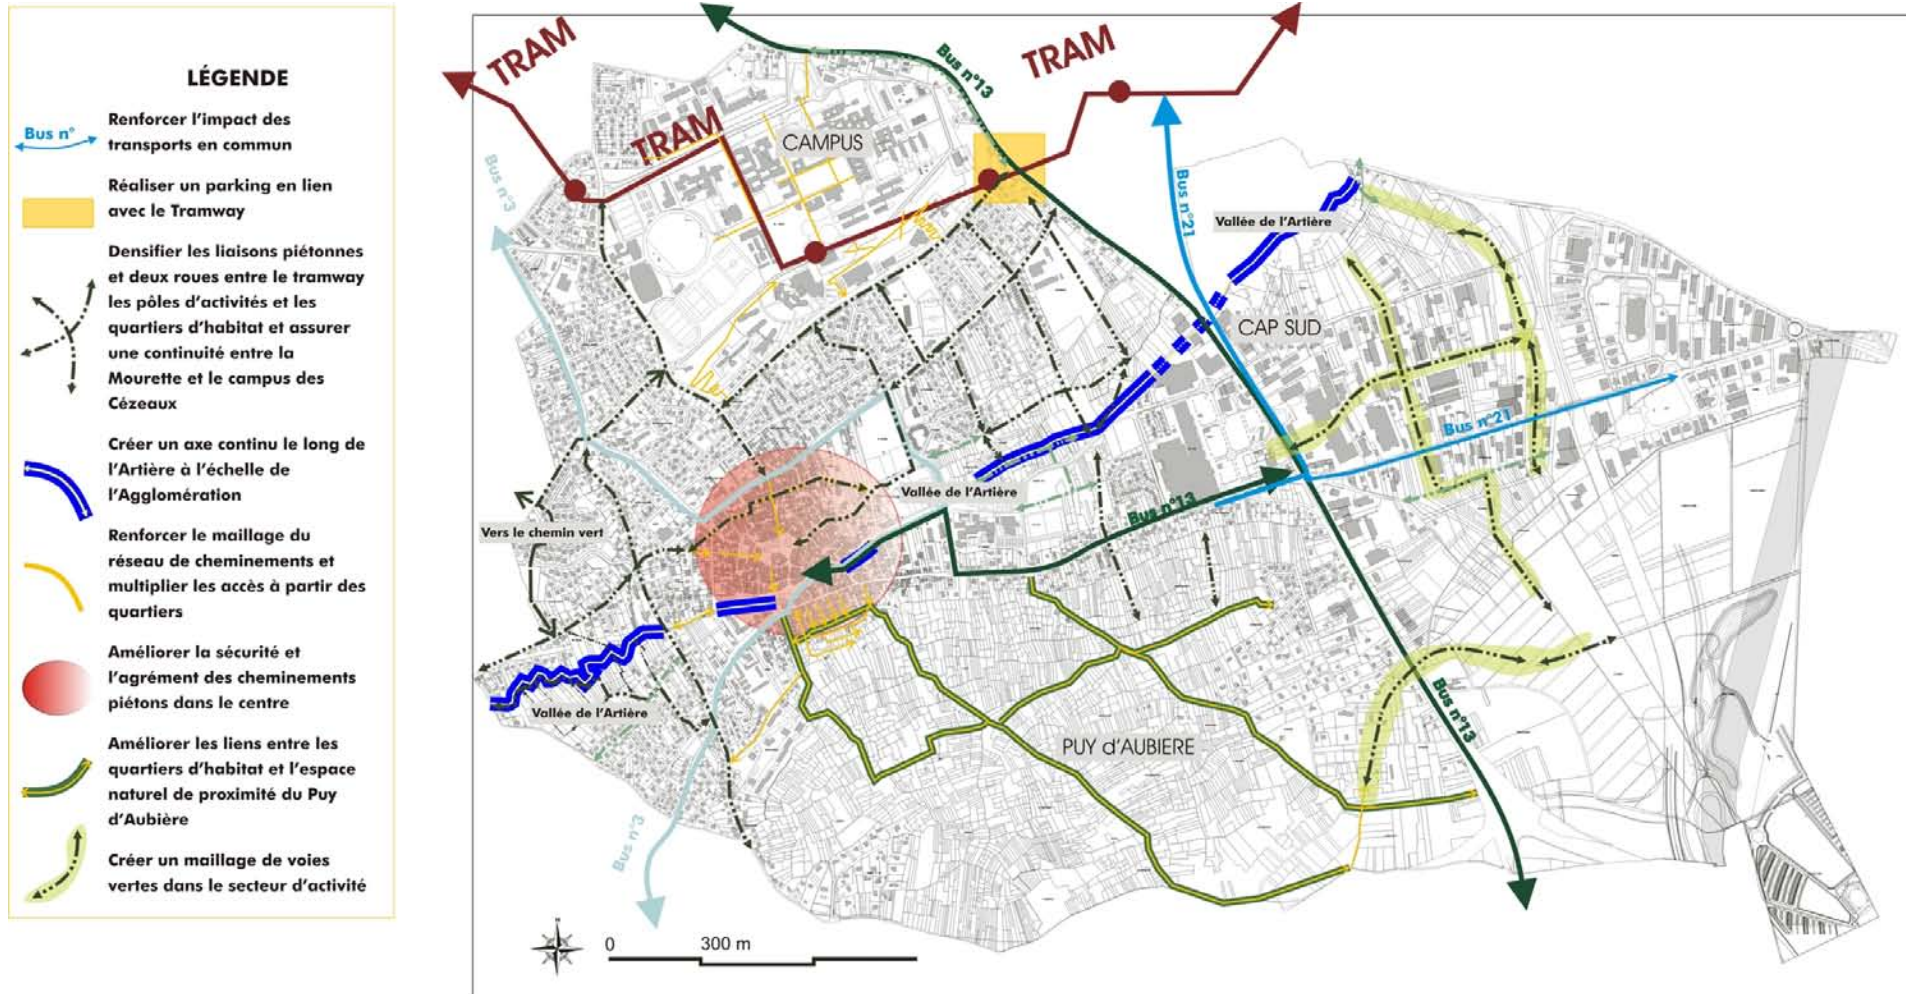 LÉGENDE
Bus n°
Renforcer l'impact des
transports en commun
Réaliser un parking en lien
avec le Tramway
Densifier les liaisons piétonnes
et deux roues entre le tramway
les pôles d'activités et les
quartiers d'habitat et assurer
une continuité entre la
Mourette et le campus des
Cézeaux
Créer un axe continu le long de
l'Artière à l'échelle de
l'Agglomération
Renforcer le maillage du
réseau de cheminements et
multiplier les accès à partir des
quartiers
Améliorer la sécurité et
l'agrément des cheminements
piétons dans le centre
Améliorer les liens entre les
quartiers d'habitat et l'espace
naturel de proximité du Puy
d'Aubière
Créer un maillage de voies
vertes dans le secteur d'activité
TRAM
Bus n°13
TRAM
TRAM
CAMPUS
Bus n°3
Bus n°21
Vallée de l'Artière
CAP SUD
Bus n°21
Vallée de l'Artière
Bus n°13
Vers le chemin vert
Vallée de l'Artière
Bus n°13
PUY d'AUBIERE
Bus n°3
0
300 m